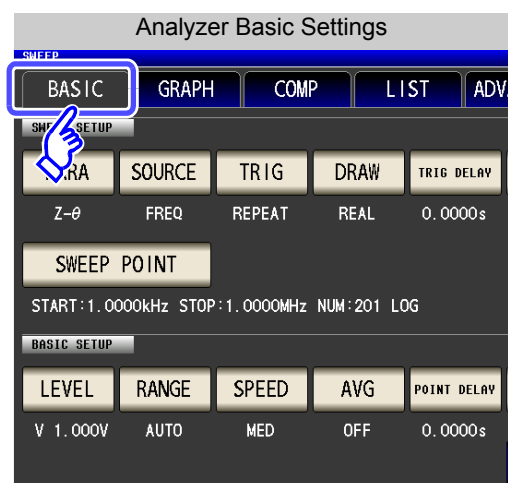 Analyzer Basic Settings
SWEEP
BASIC GRAPH COMP LIST ADV
SWEEP SETUP
PARA SOURCE TRIG DRAW TRIG DELAY
Z-θ FREQ REPEAT REAL 0.0000s
SWEEP POINT
START:1.0000kHz STOP:1.0000MHz NUM:201 LOG
BASIC SETUP
LEVEL RANGE SPEED AVG POINT DELAY
V 1.000V AUTO MED OFF 0.0000s